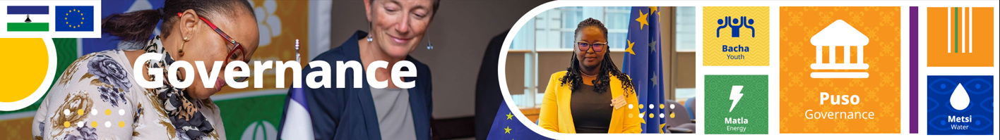 Governance
Bacha
Youth
Matla
Energy
Puso
Governance
Metsi
Water